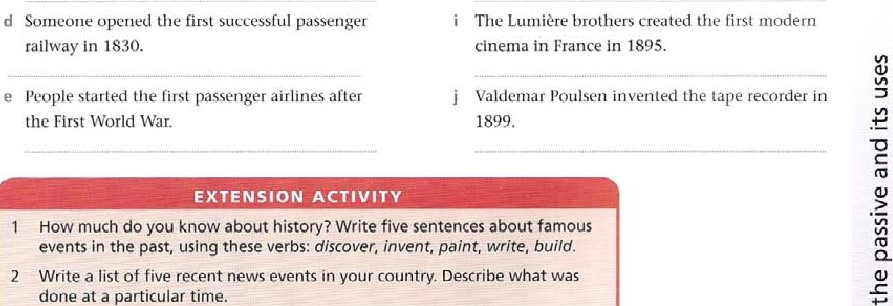 d Someone opened the first successful passenger
railway in 1830.
e People started the first passenger airlines after
the First World War.
i The Lumière brothers created the first modern
cinema in France in 1895.
j Valdemar Poulsen invented the tape recorder in
1899.
EXTENSION ACTIVITY
1 How much do you know about history? Write five sentences about famous
events in the past, using these verbs: discover, invent, paint, write, build.
2 Write a list of five recent news events in your country. Describe what was
done at a particular time.
the passive and its uses